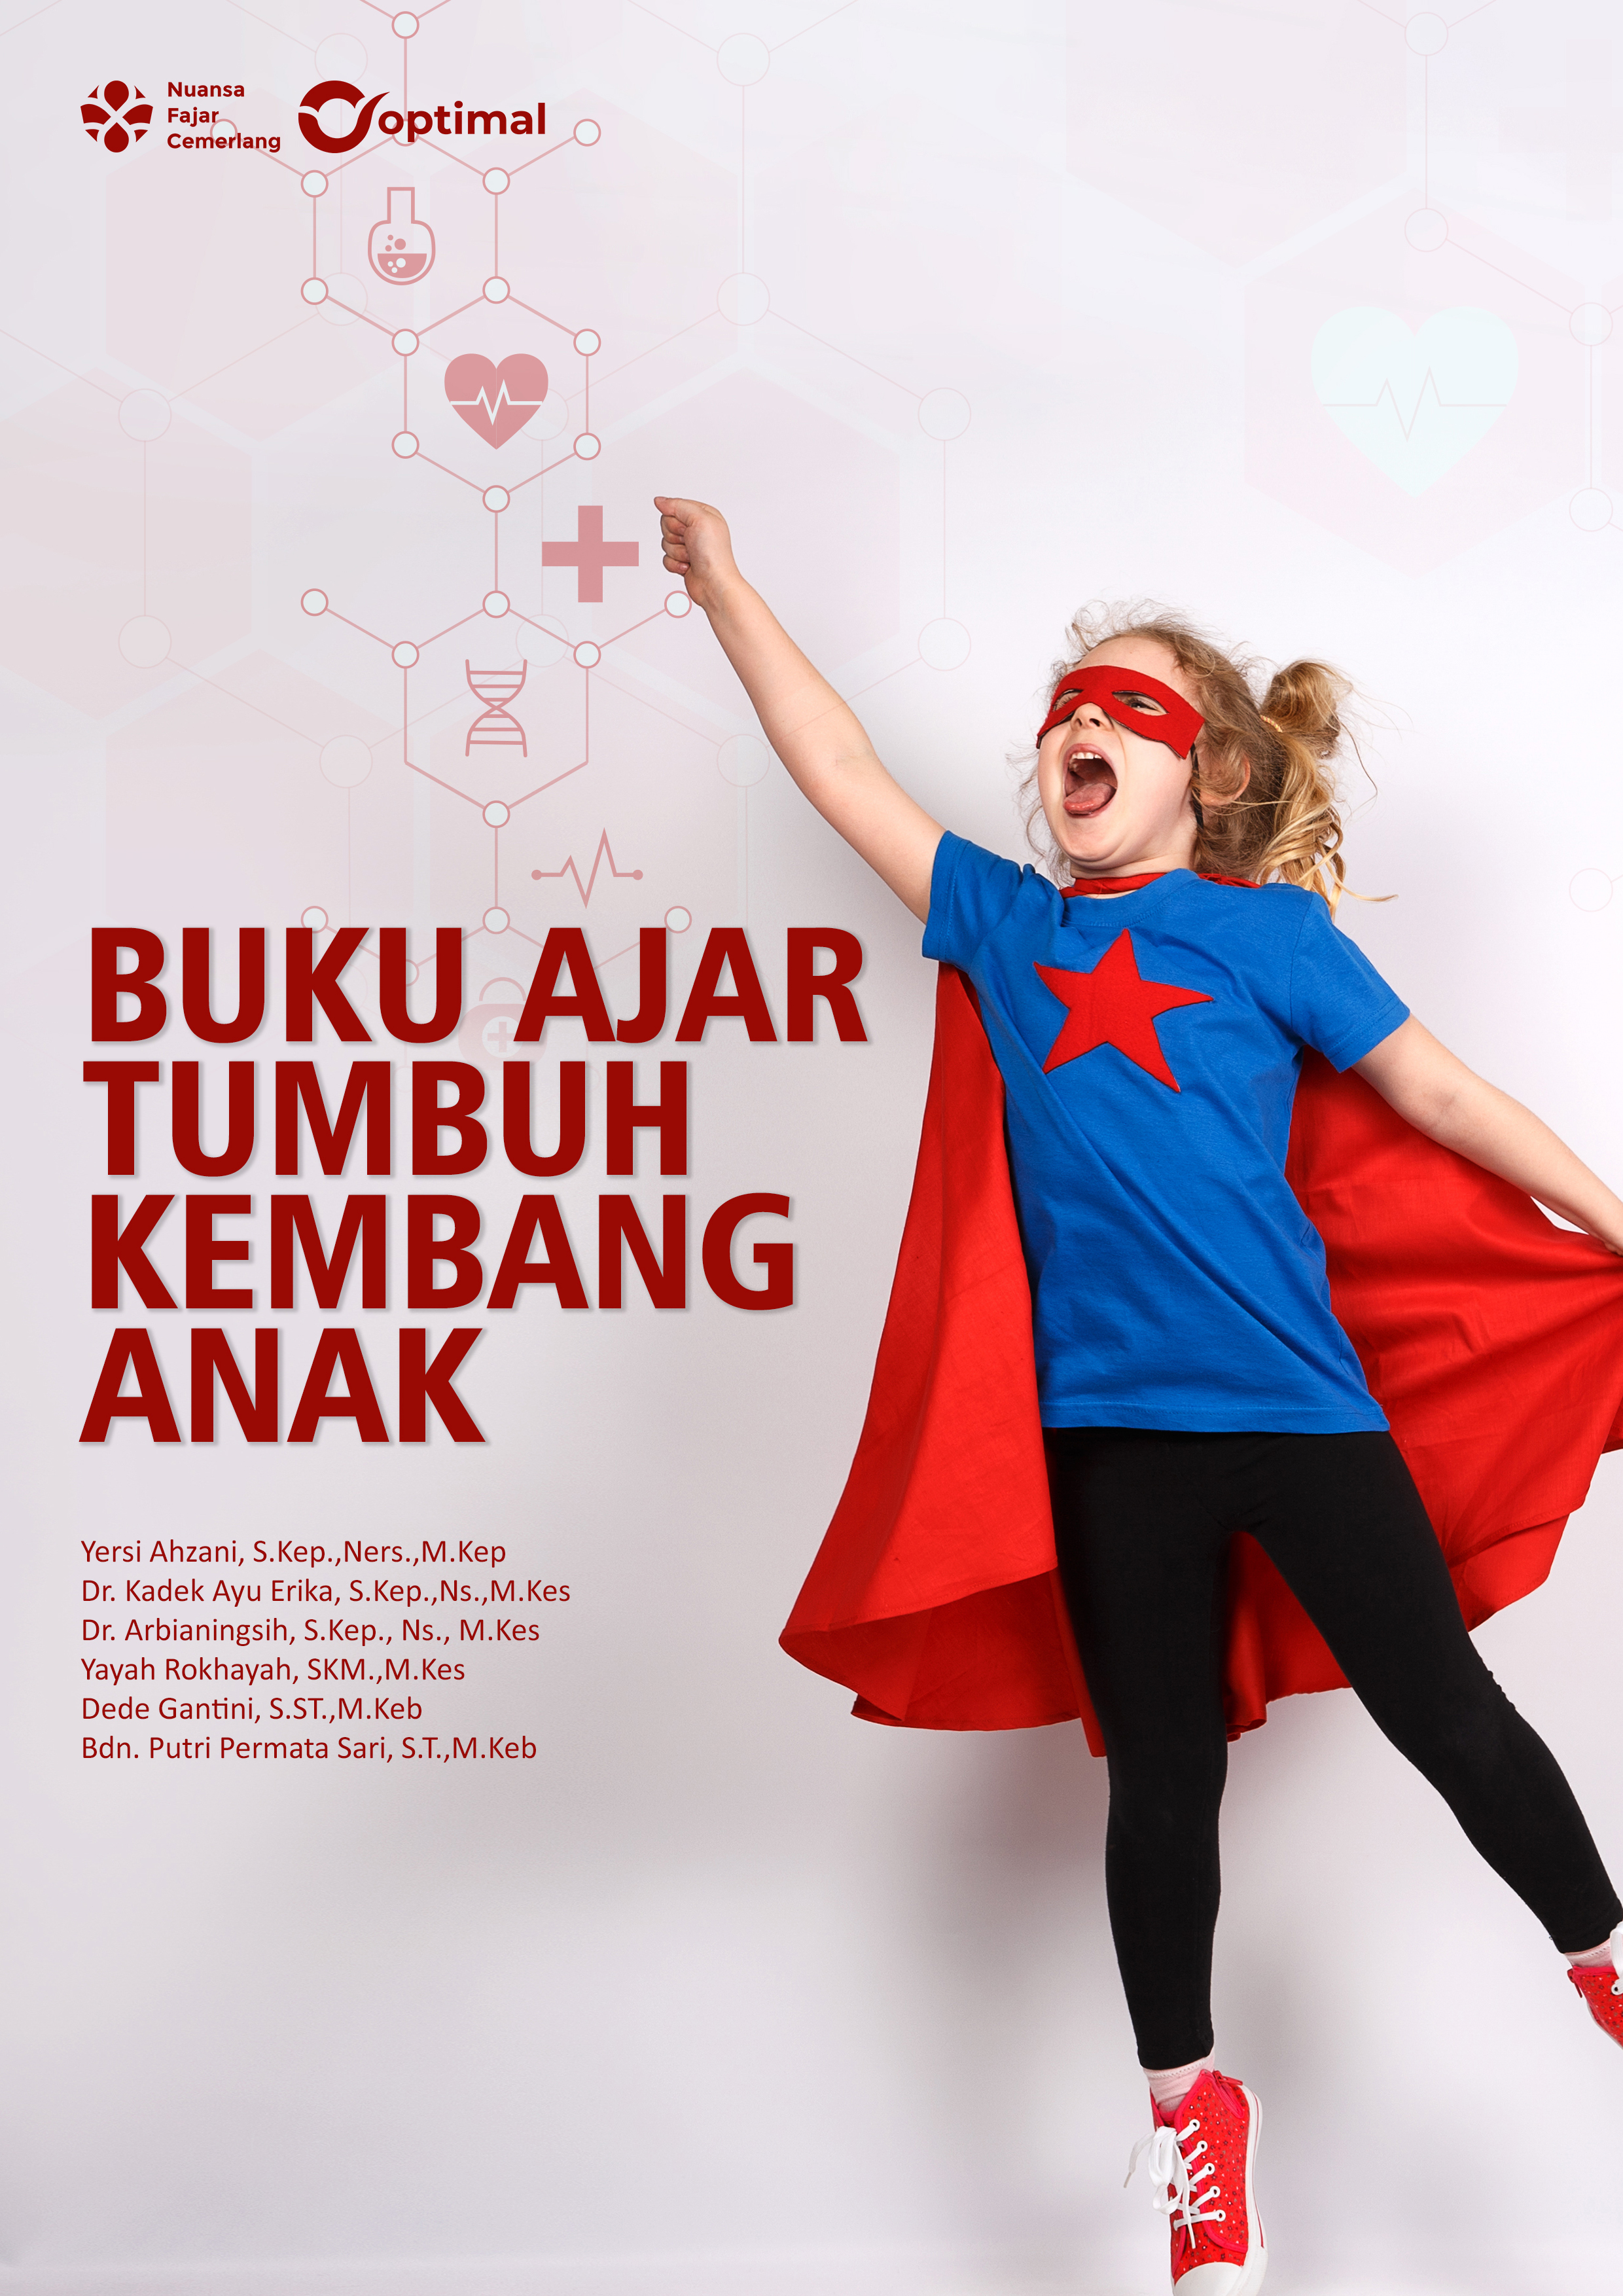 Nuansa
Fajar
Cemerlang
optimal
BUKU AJAR
TUMBUH
KEMBANG
ANAK
Yersi Ahzani, S.Kep.,Ners.,M.Kep
Dr. Kadek Ayu Erika, S.Kep.,Ns.,M.Kes
Dr. Arbianingsih, S.Kep., Ns., M.Kes
Yayah Rokhayah, SKM.,M.Kes
Dede Gantini, S.ST.,M.Keb
Bdn. Putri Permata Sari, S.T.,M.Keb